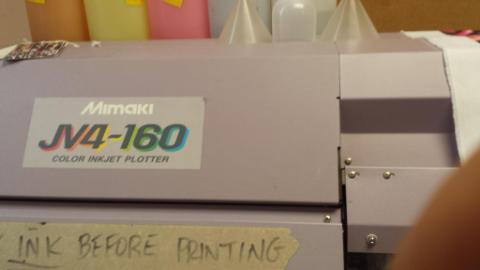 Mimaki
JV4-160
COLOR INKJET PLOTTER
INK BEFORE PRINTING